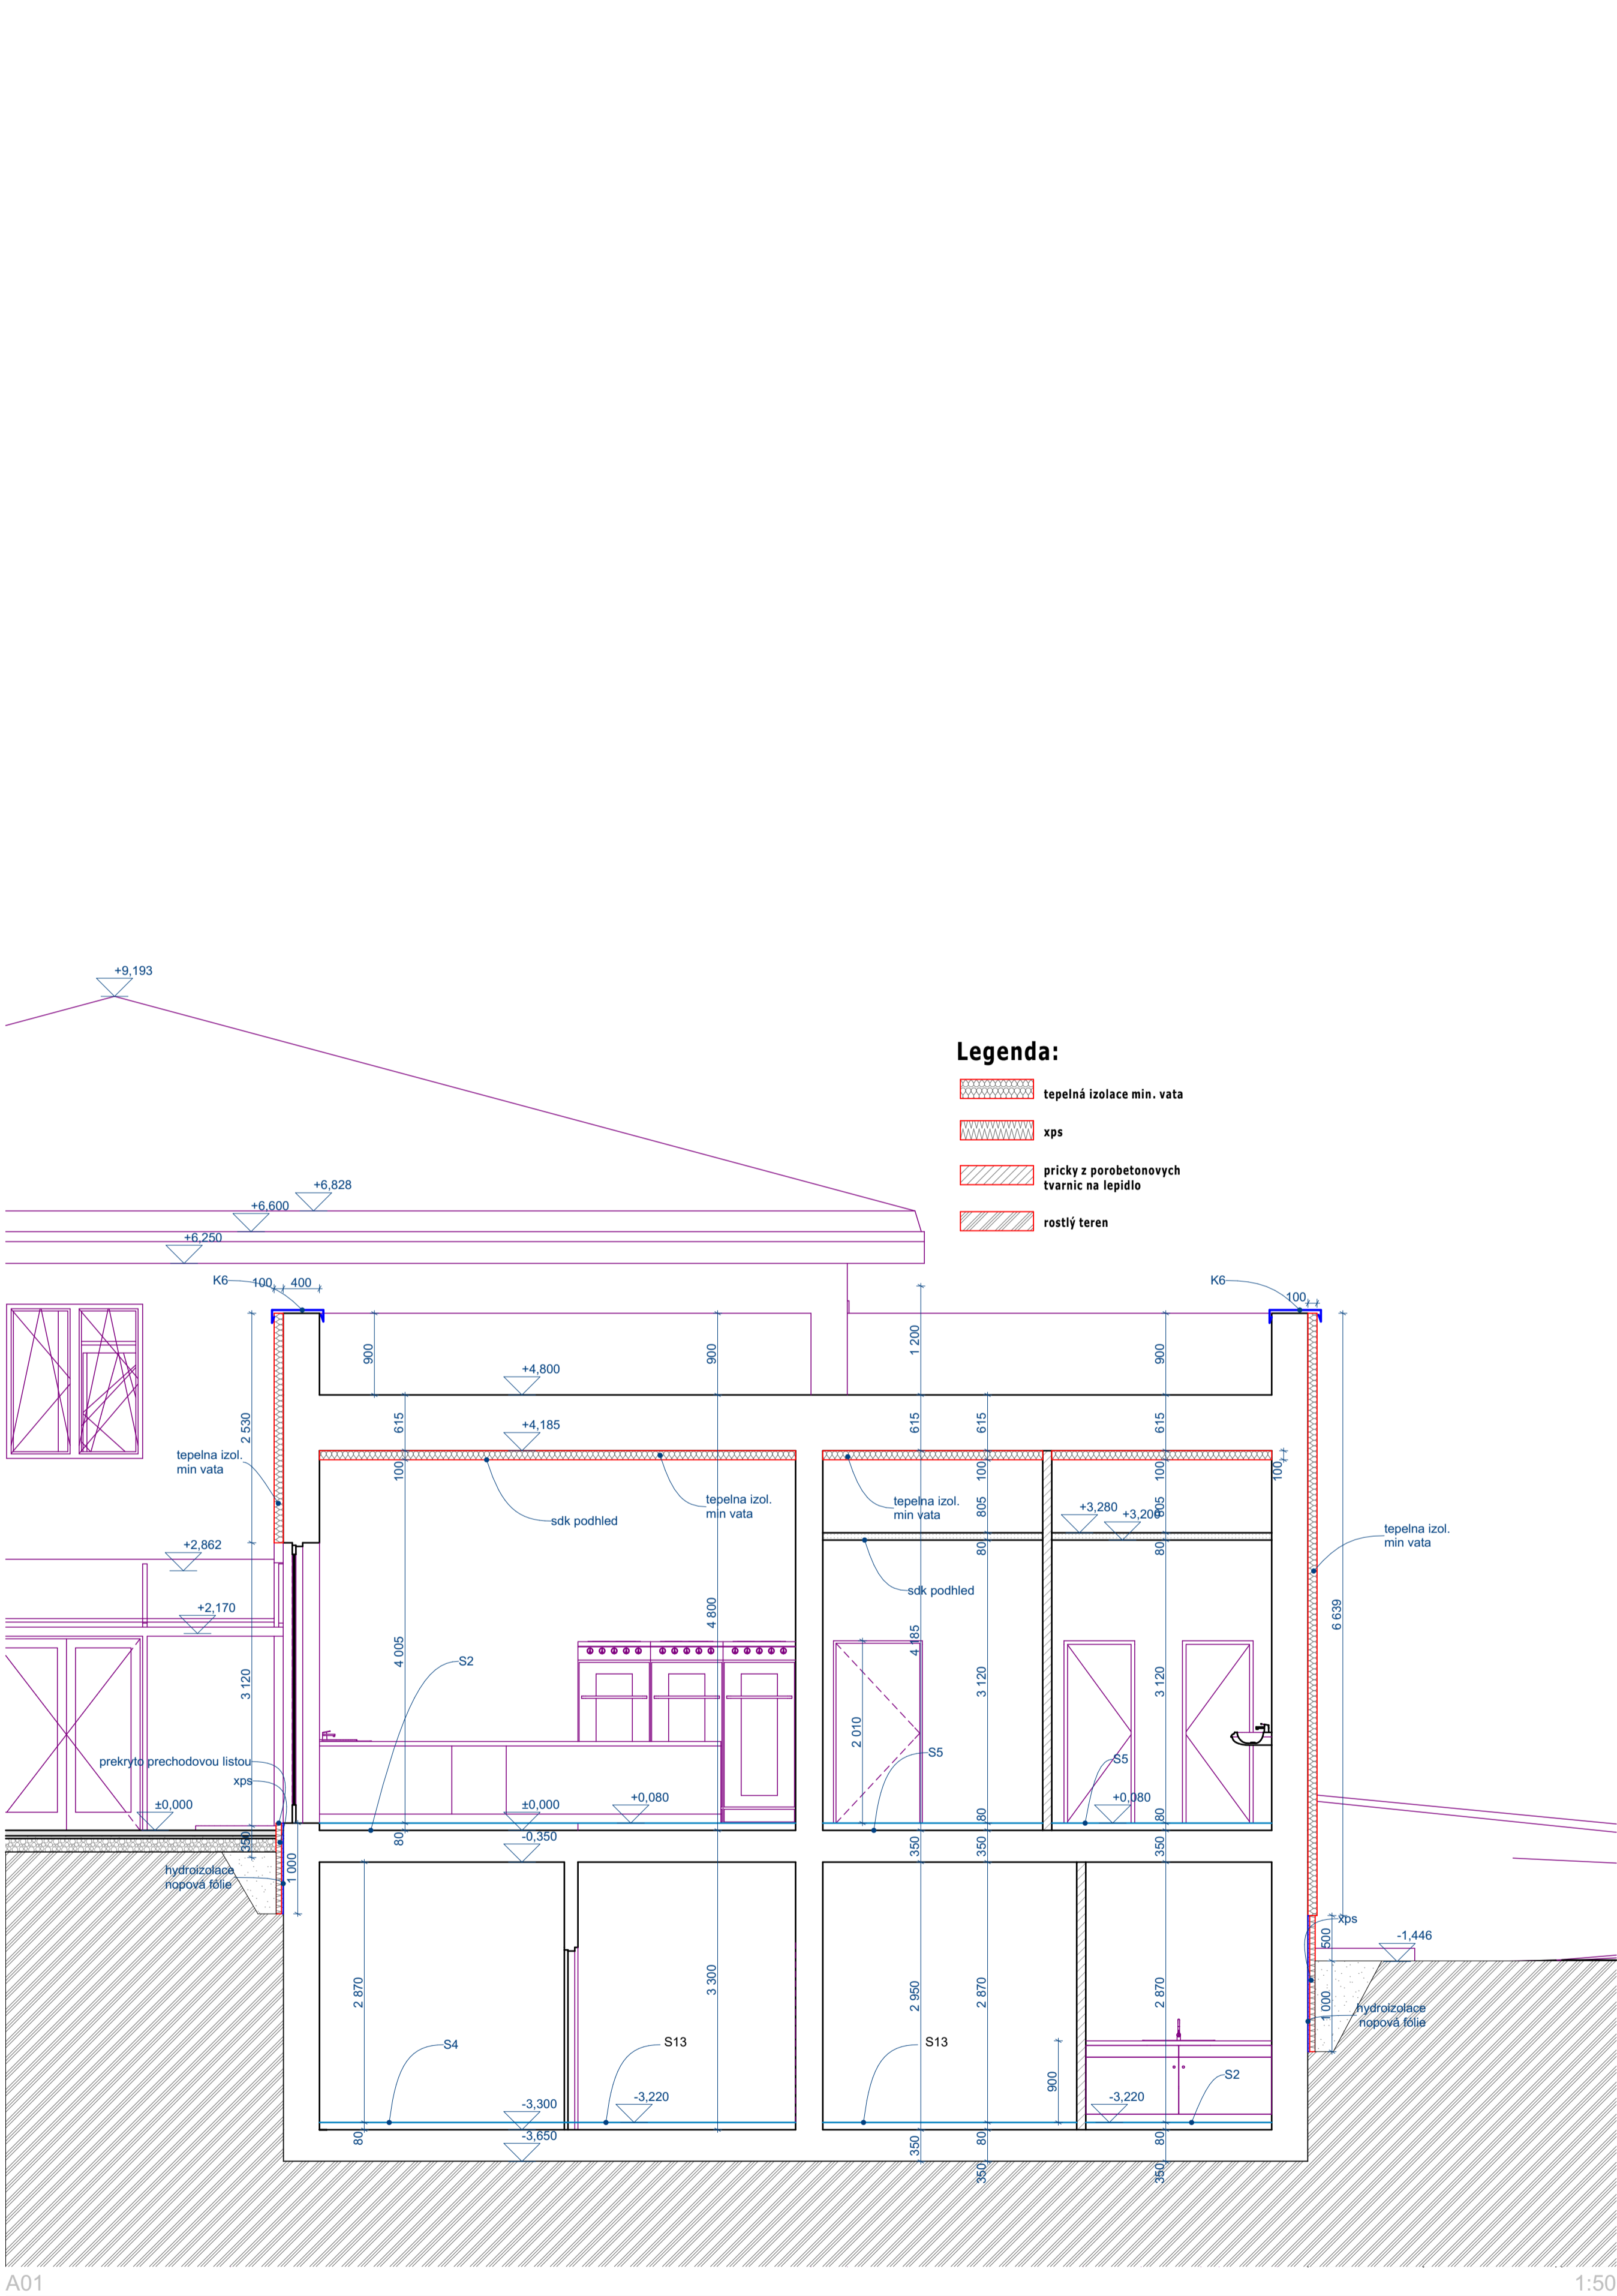 +9,193
Legenda:
tepelná izolace min. vata
xps
pricky z porobetonovych
tvarnic na lepidlo
rostlý teren
+6,828
+6,600
+6,250
K6
100
400
K6
100
900
900
1 200
900
+4,800
2 530
615
+4,185
615
615
615
tepelna izol.
min vata
100
100
100
100
tepelna izol.
min vata
tepelna izol.
min vata
805
805
sdk podhled
+3,280
+3,200
tepelna izol.
min vata
+2,862
80
80
sdk podhled
+2,170
4 800
6 639
4 005
4 185
S2
3 120
3 120
3 120
2 010
S5
S5
prekryto prechodovou listou
xps
±0,000
±0,000
+0,080
+0,080
80
80
80
350
-0,350
350
350
350
hydroizolace
nopová fólie
1 000
xps
500
-1,446
2 870
3 300
2 950
2 870
2 870
1 000
hydroizolace
nopová fólie
S4
S13
S13
900
S2
-3,300
-3,220
-3,220
80
-3,650
350
80
80
350
350
A01
1:50